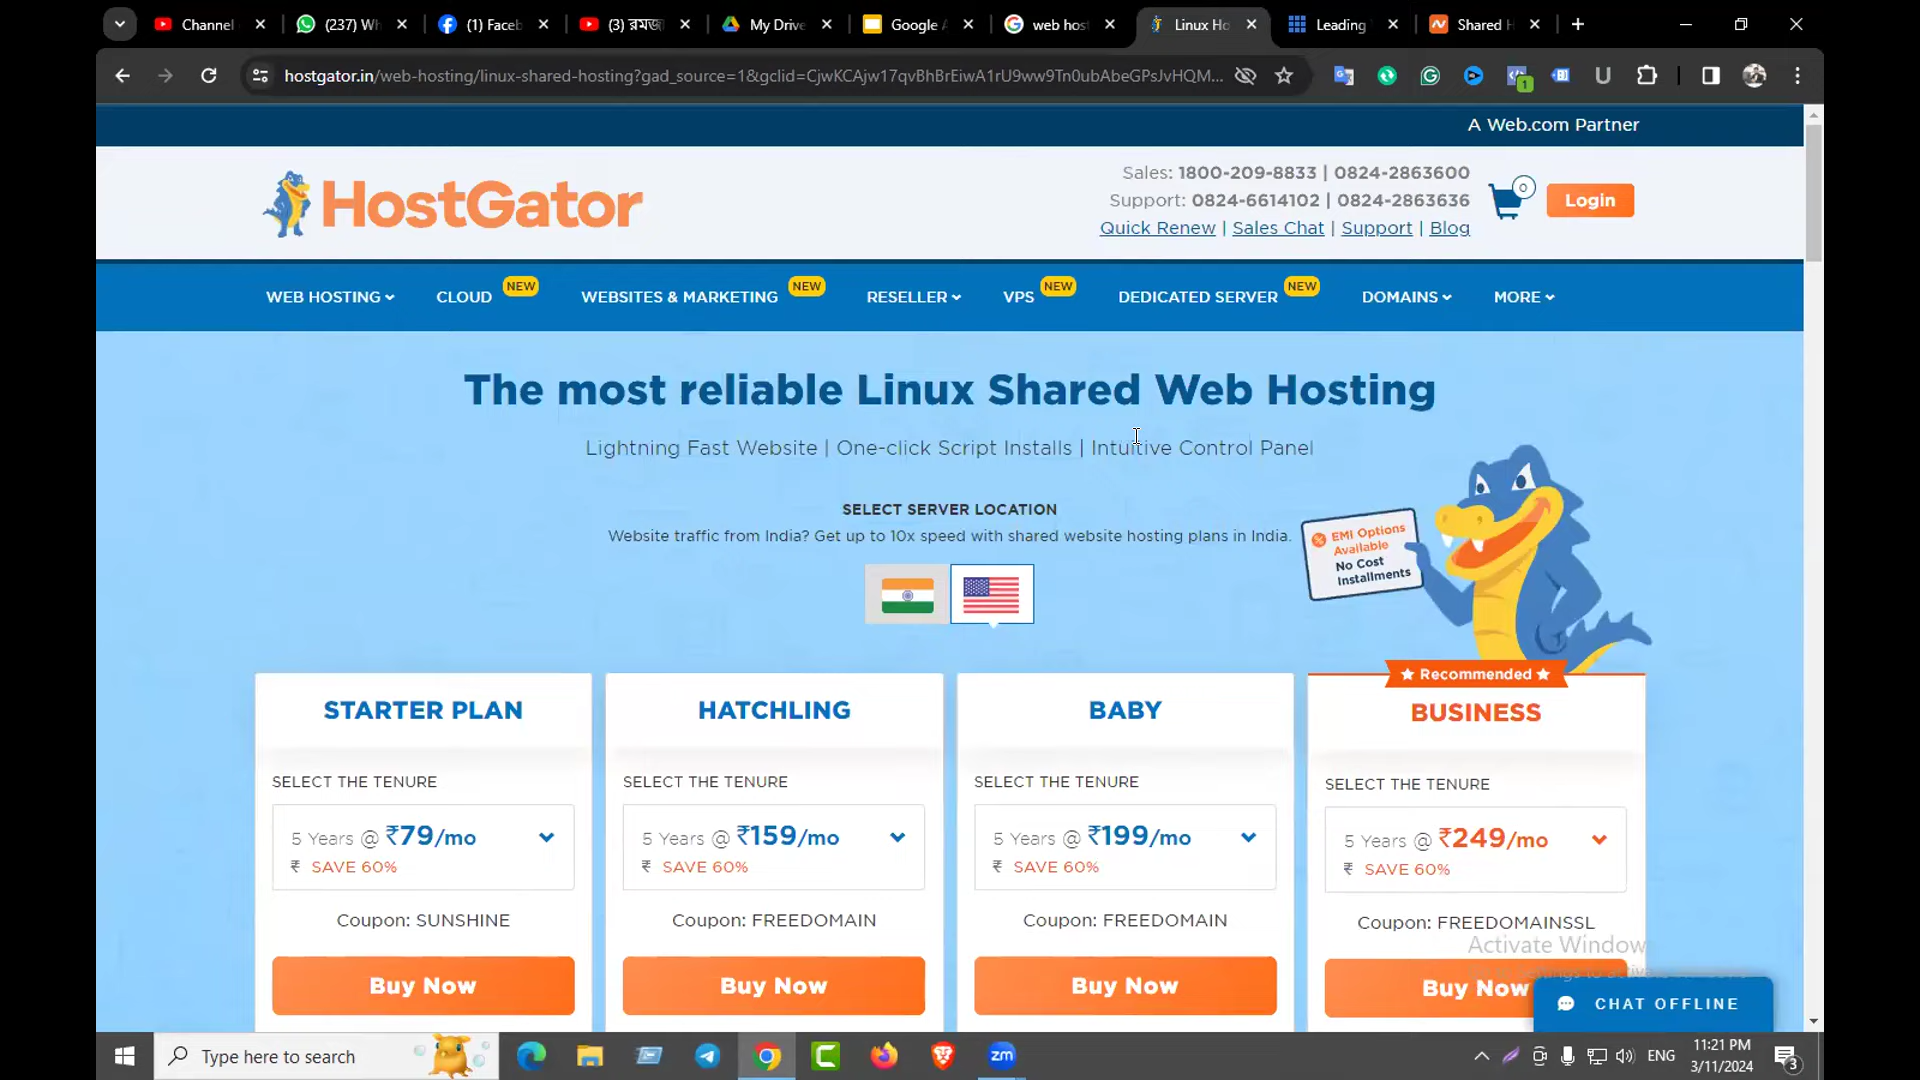 Channel
(237) Wh
(1) Faceb
(3) রমজা
My Drive
Google A
web host
Linux Ho
Leading
Shared H
hostgator.in/web-hosting/linux-shared-hosting?gad_source=1&gclid=CjwKCAjw17qvBhBrEiwA1rU9ww9Tn0ubAbeGPsJvHQM...
A Web.com Partner
HostGator
Sales: 1800-209-8833 | 0824-2863600
Support: 0824-6614102 | 0824-2863636
Quick Renew | Sales Chat | Support | Blog
0
Login
WEB HOSTING
CLOUD NEW
WEBSITES & MARKETING NEW
RESELLER
VPS NEW
DEDICATED SERVER NEW
DOMAINS
MORE
The most reliable Linux Shared Web Hosting
Lightning Fast Website | One-click Script Installs | Intuitive Control Panel
SELECT SERVER LOCATION
Website traffic from India? Get up to 10x speed with shared website hosting plans in India.
EMI Options
Available
No Cost
Installments
STARTER PLAN
SELECT THE TENURE
5 Years @ ₹79/mo
₹ SAVE 60%
Coupon: SUNSHINE
Buy Now
HATCHLING
SELECT THE TENURE
5 Years @ ₹159/mo
₹ SAVE 60%
Coupon: FREEDOMAIN
Buy Now
BABY
SELECT THE TENURE
5 Years @ ₹199/mo
₹ SAVE 60%
Coupon: FREEDOMAIN
Buy Now
Recommended
BUSINESS
SELECT THE TENURE
5 Years @ ₹249/mo
₹ SAVE 60%
Coupon: FREEDOMAINSSL
Buy Now
Activate Window
CHAT OFFLINE
Type here to search
zm
ENG
11:21 PM
3/11/2024
3